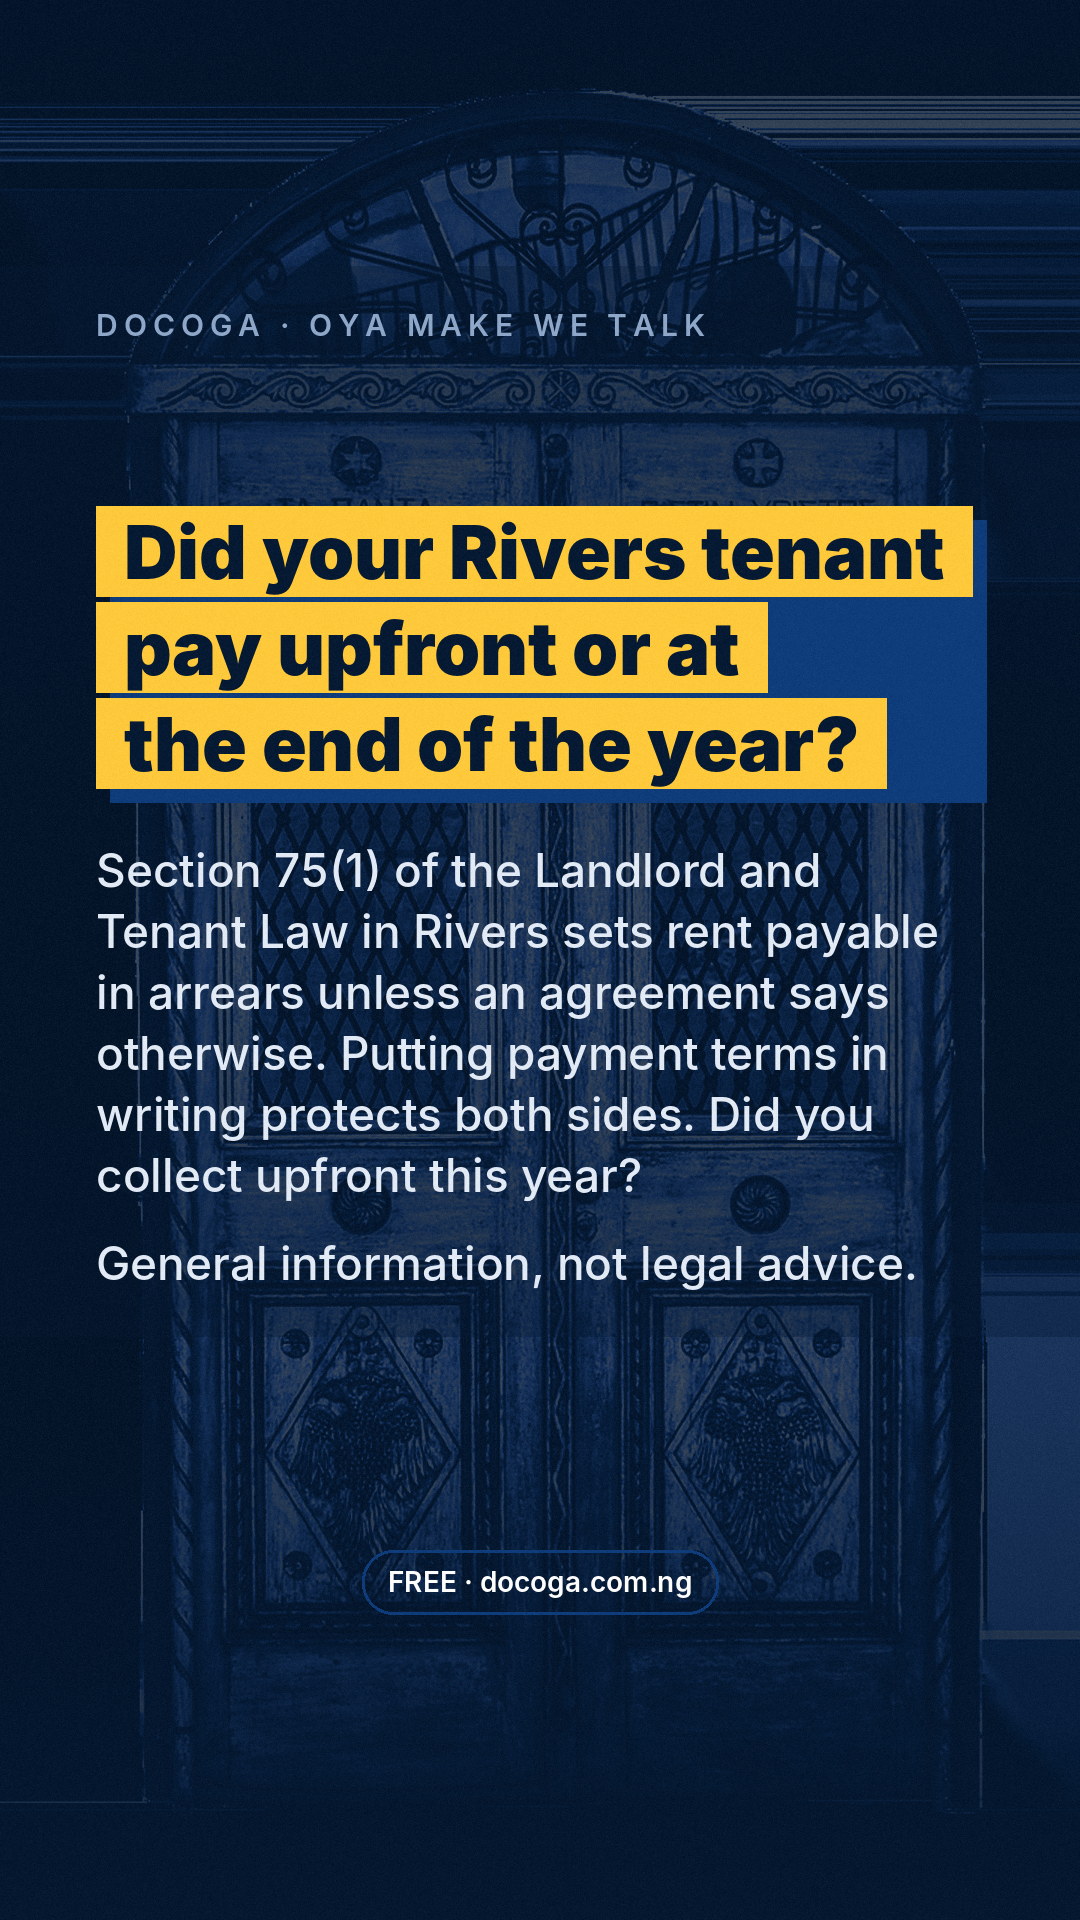 DOCOGA · OYA MAKE WE TALK
Did your Rivers tenant
pay upfront or at
the end of the year?
Section 75(1) of the Landlord and
Tenant Law in Rivers sets rent payable
in arrears unless an agreement says
otherwise. Putting payment terms in
writing protects both sides. Did you
collect upfront this year?
General information, not legal advice.
FREE · docoga.com.ng